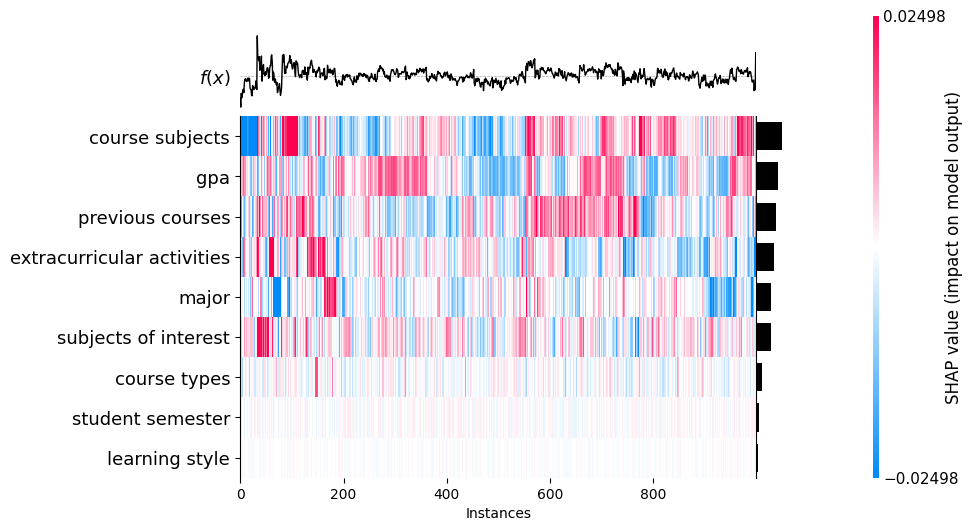 0.02498
f(x)
course subjects
gpa
previous courses
extracurricular activities
major
subjects of interest
course types
student semester
learning style
0 200 400 600 800
Instances
−0.02498
SHAP value (impact on model output)